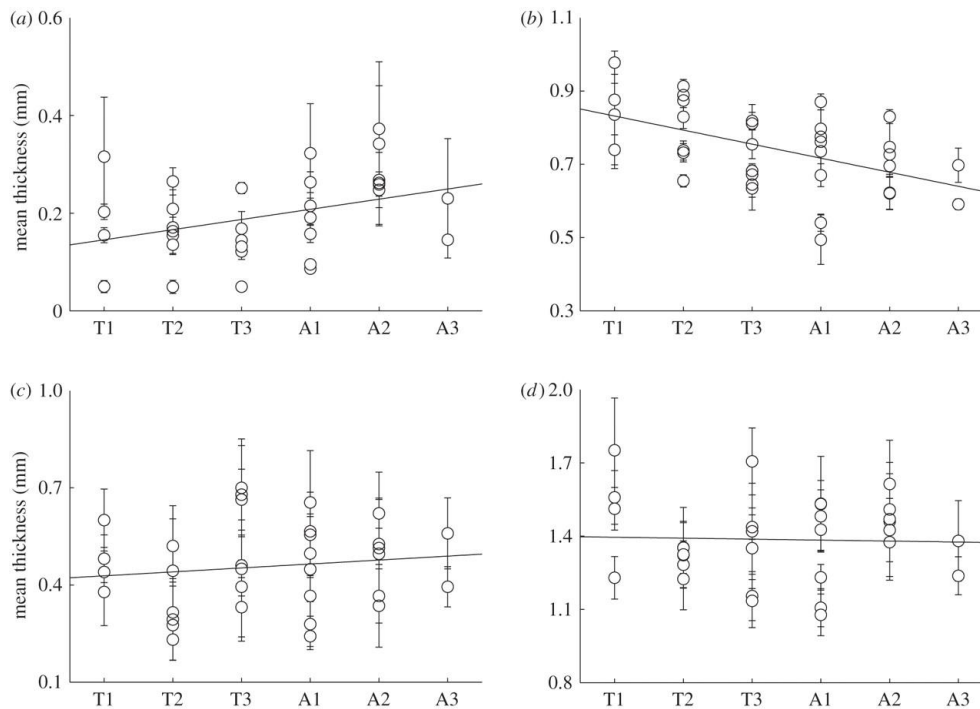 (a) 0.6
0.4
0.2
0
mean thickness (mm)
T1 T2 T3 A1 A2 A3
(b) 1.1
0.9
0.7
0.5
0.3
T1 T2 T3 A1 A2 A3
(c) 1.0
0.7
0.4
0.1
mean thickness (mm)
T1 T2 T3 A1 A2 A3
(d) 2.0
1.7
1.4
1.1
0.8
T1 T2 T3 A1 A2 A3